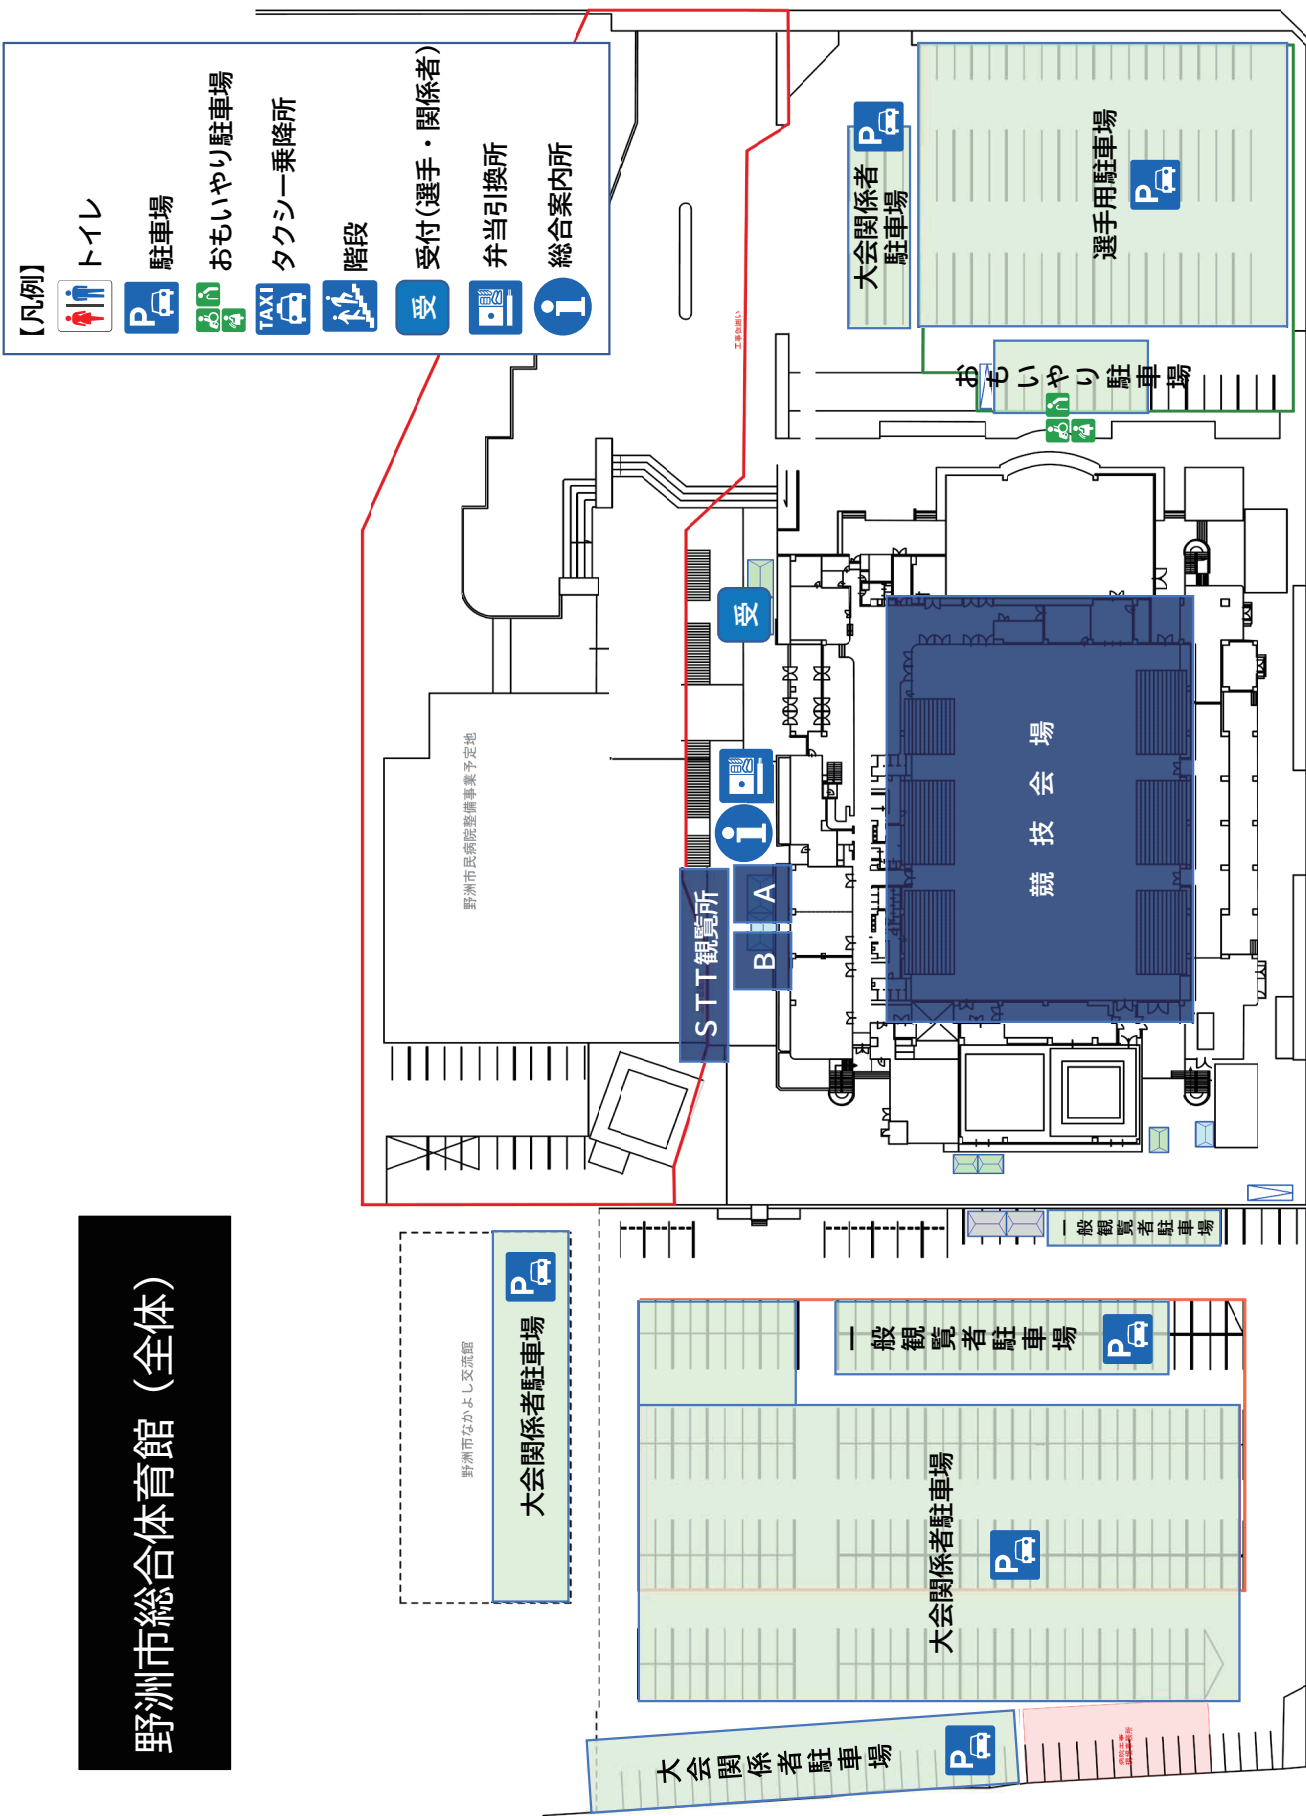 野洲市総合体育館（全体）
【凡例】
トイレ
駐車場
おもいやり駐車場
TAXI
タクシー乗降所
階段
受
受付(選手・関係者)
弁当引換所
総合案内所
野洲市なかよし交流館
大会関係者駐車場
P
野洲市民病院整備事業予定地
STT観覧所
B
A
受
工事仮囲い
大会関係者
駐車場
P
選手用駐車場
P
おもいやり駐車場
競技会場
一般観覧者駐車場
一般観覧者駐車場
P
大会関係者駐車場
P
大会関係者駐車場
P